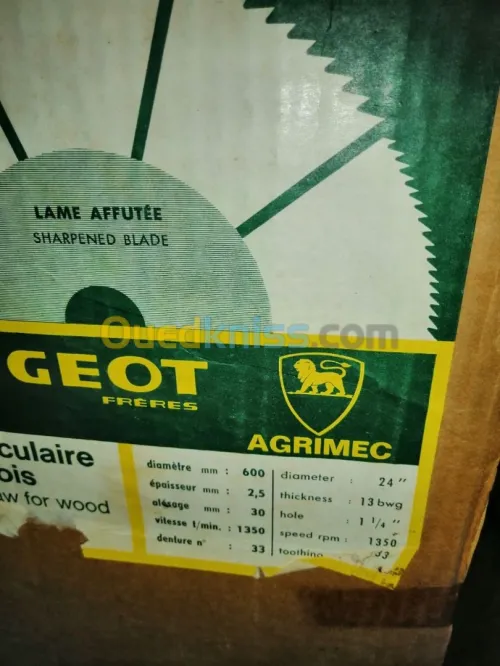 LAME AFFUTÉE
SHARPENED BLADE
Ouedkniss.com
GEOT
FRÈRES
AGRIMEC
culaire
ois
aw for wood
diamètre mm : 600
épaisseur mm : 2,5
alésage mm : 30
vitesse t/min. : 1350
denture n° : 33
diameter : 24"
thickness : 13 bwg
hole : 1 1/4"
speed rpm : 1350
toothing 33